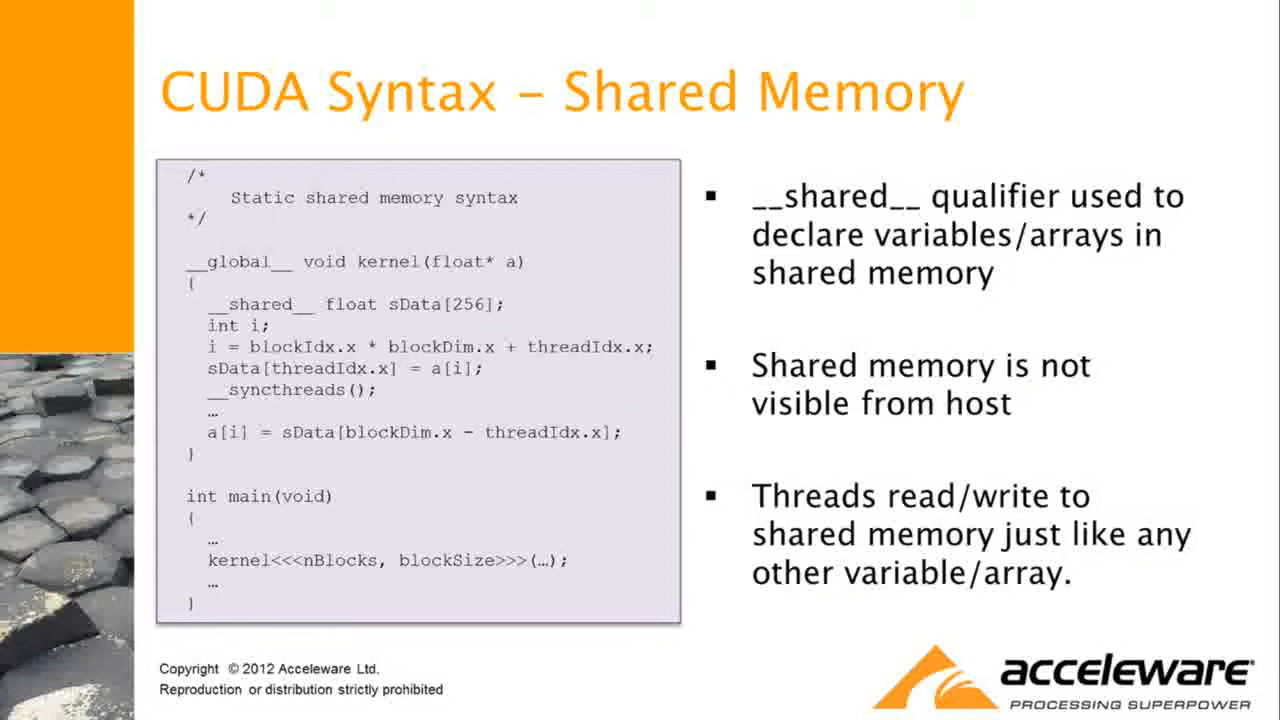 CUDA Syntax – Shared Memory
/*
Static shared memory syntax
*/
__global__ void kernel(float* a)
{
__shared__ float sData[256];
int i;
i = blockIdx.x * blockDim.x + threadIdx.x;
sData[threadIdx.x] = a[i];
__syncthreads();
…
a[i] = sData[blockDim.x - threadIdx.x];
}
int main(void)
{
…
kernel<<<nBlocks, blockSize>>>(…);
…
}
▪ __shared__ qualifier used to
declare variables/arrays in
shared memory
▪ Shared memory is not
visible from host
▪ Threads read/write to
shared memory just like any
other variable/array.
Copyright © 2012 Acceleware Ltd.
Reproduction or distribution strictly prohibited
acceleware®
PROCESSING SUPERPOWER